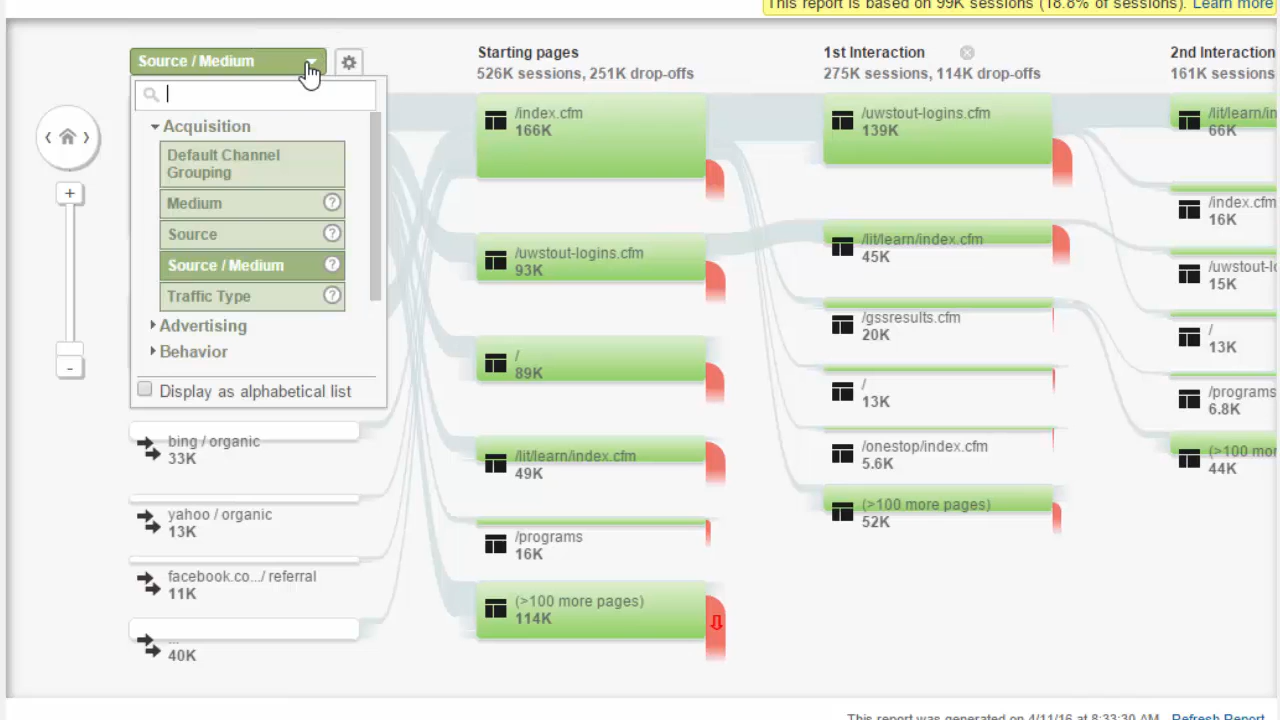 This report is based on 99K sessions (18.8% of sessions). Learn more
Source / Medium
Acquisition
Default Channel
Grouping
Medium
Source
Source / Medium
Traffic Type
Advertising
Behavior
Display as alphabetical list
bing / organic
33K
yahoo / organic
13K
facebook.co.../ referral
11K
...
40K
Starting pages
526K sessions, 251K drop-offs
/index.cfm
166K
/uwstout-logins.cfm
93K
/
89K
/lit/learn/index.cfm
49K
/programs
16K
(>100 more pages)
114K
1st Interaction
275K sessions, 114K drop-offs
/uwstout-logins.cfm
139K
/lit/learn/index.cfm
45K
/gssresults.cfm
20K
/
13K
/onestop/index.cfm
5.6K
(>100 more pages)
52K
2nd Interaction
161K sessions
/lit/learn/in
66K
/index.cfm
16K
/uwstout-lo
15K
/
13K
/programs
6.8K
(>100 mor
44K
This report was generated on 4/11/16 at 8:33:30 AM - Refresh Report